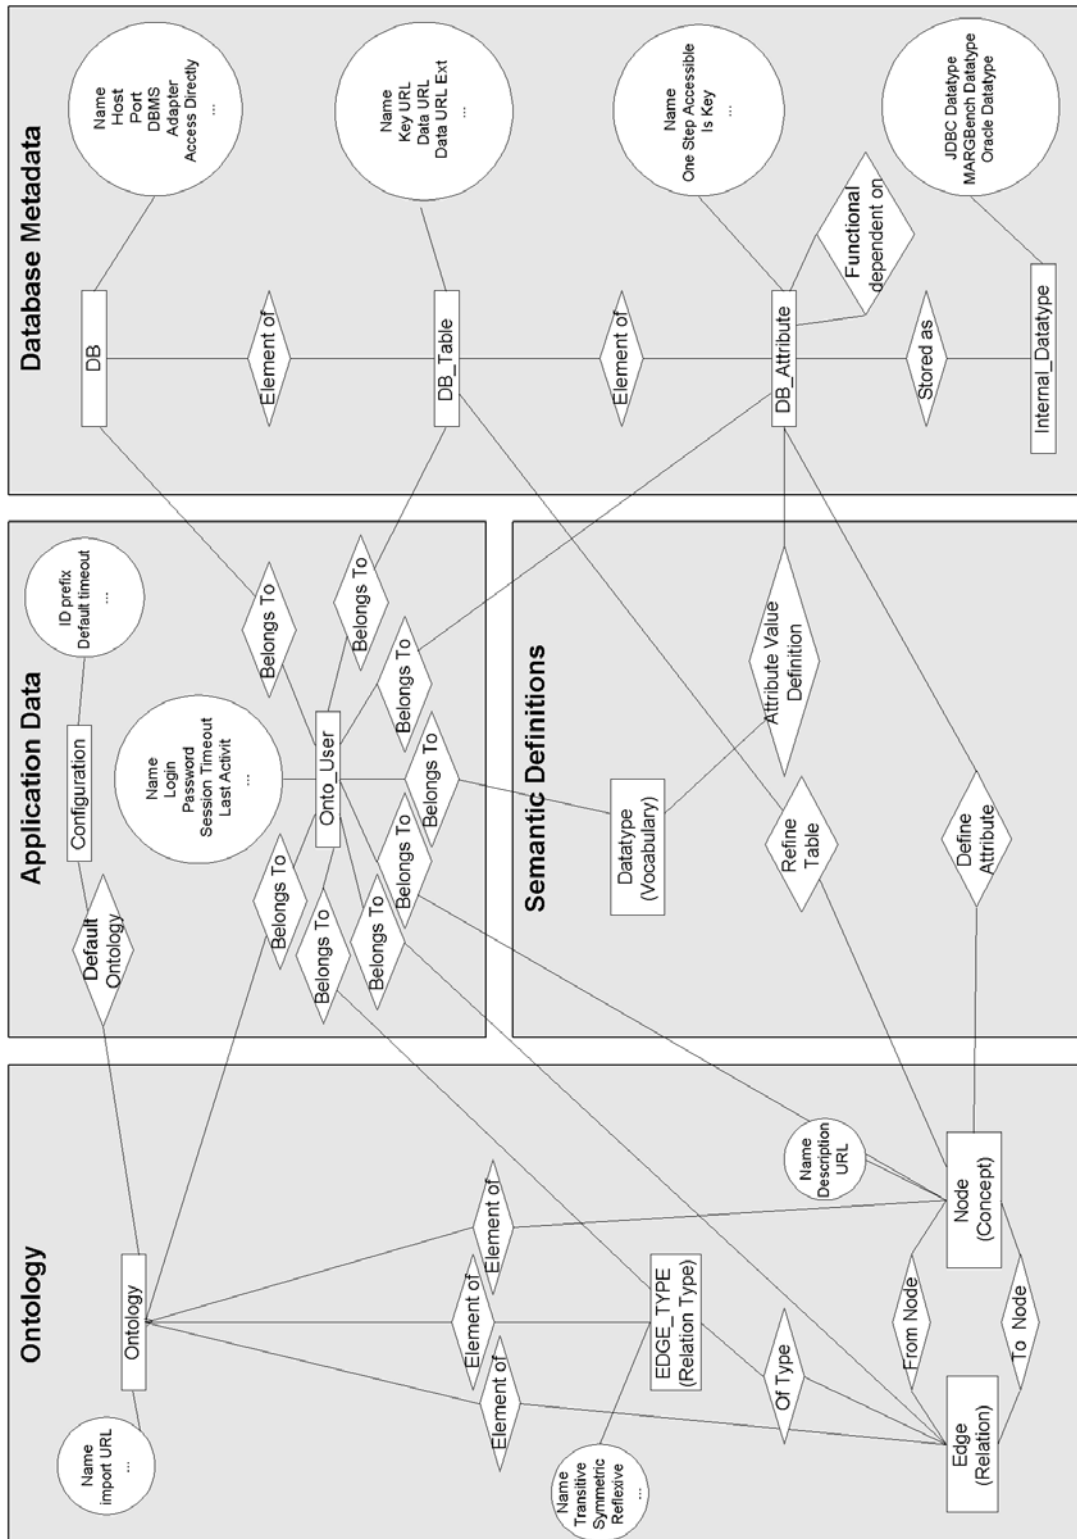 Ontology
Name
import URL
...
Ontology
Element of
Element of
Element of
Name
Transitive
Symmetric
Reflexive
...
EDGE_TYPE
(Relation Type)
Of Type
Name
Description
URL
Edge
(Relation)
From Node
To Node
Node
(Concept)
Application Data
Default
Ontology
Configuration
ID prefix
Default timeout
...
Name
Login
Password
Session Timeout
Last Activit
...
Onto_User
Belongs To
Belongs To
Belongs To
Belongs To
Belongs To
Belongs To
Belongs To
Belongs To
Semantic Definitions
Datatype
(Vocabulary)
Attribute Value
Definition
Refine
Table
Define
Attribute
Database Metadata
Name
Host
Port
DBMS
Adapter
Access Directly
...
DB
Element of
Name
Key URL
Data URL
Data URL Ext
...
DB_Table
Element of
Name
One Step Accessible
Is Key
...
DB_Attribute
Functional
dependent on
Stored as
JDBC Datatype
MARGBench Datatype
Oracle Datatype
...
Internal_Datatype